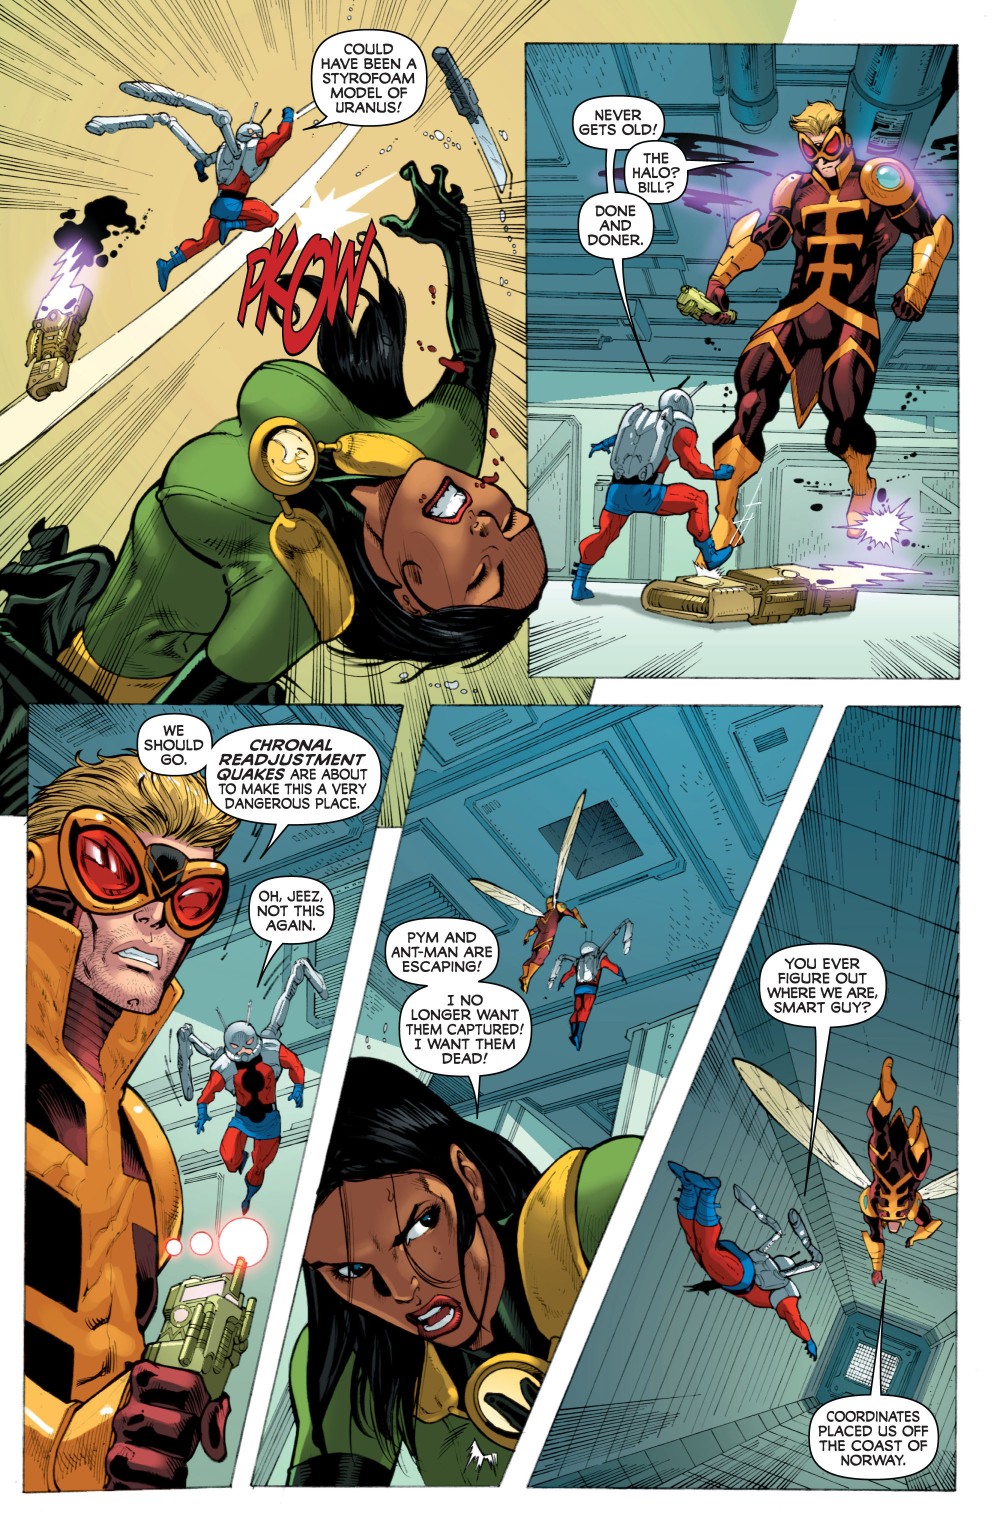 COULD
HAVE BEEN A
STYROFOAM
MODEL OF
URANUS!
PKOW
NEVER
GETS OLD!
THE
HALO?
BILL?
DONE
AND
DONER.
WE
SHOULD
GO.
CHRONAL
READJUSTMENT
QUAKES ARE ABOUT
TO MAKE THIS A VERY
DANGEROUS PLACE.
OH, JEEZ,
NOT THIS
AGAIN.
PYM AND
ANT-MAN ARE
ESCAPING!
I NO
LONGER WANT
THEM CAPTURED!
I WANT THEM
DEAD!
YOU EVER
FIGURE OUT
WHERE WE ARE,
SMART GUY?
COORDINATES
PLACED US OFF
THE COAST OF
NORWAY.